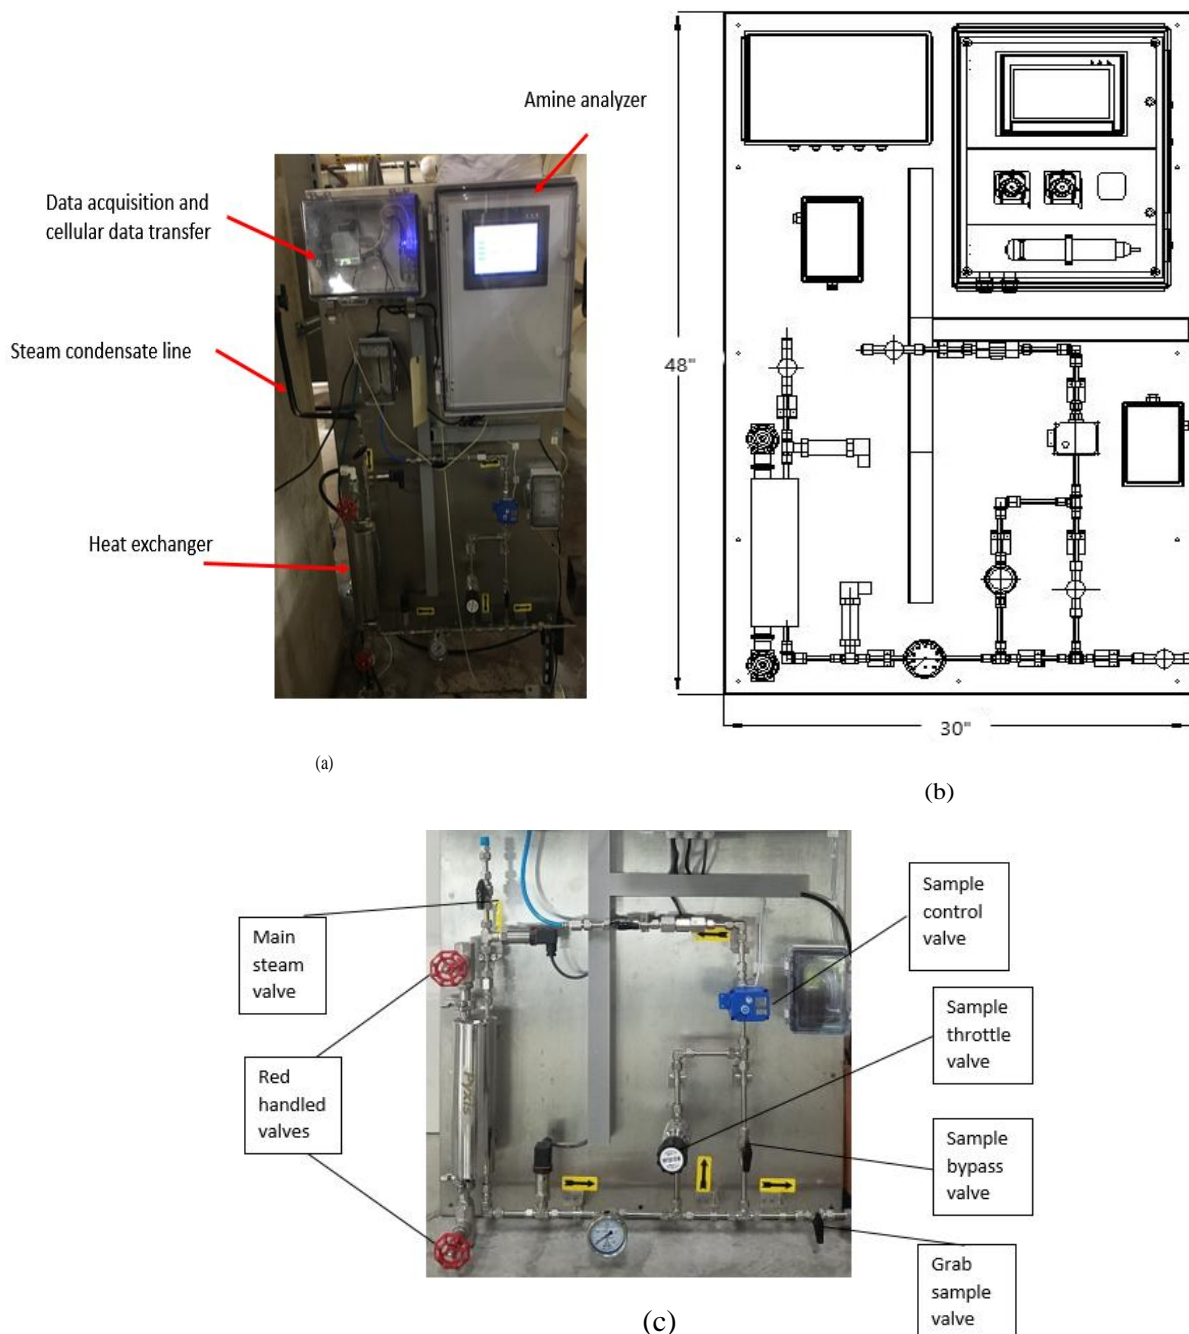 Amine analyzer
Data acquisition and
cellular data transfer
Steam condensate line
Heat exchanger
(a)
48"
30"
(b)
Main
steam
valve
Red
handled
valves
PYXIS
Sample
control
valve
Sample
throttle
valve
Sample
bypass
valve
Grab
sample
valve
(c)